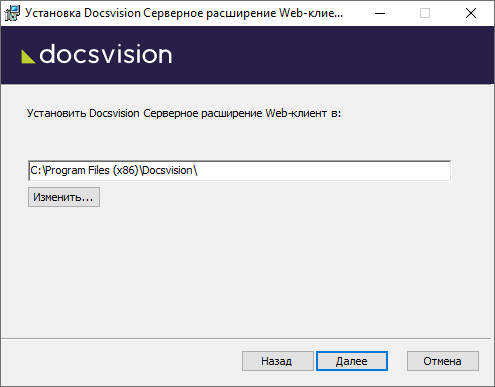 Установка Docsvision Серверное расширение Web-клие...
docsvision
Установить Docsvision Серверное расширение Web-клиент в:
C:\Program Files (x86)\Docsvision\
Изменить...
Назад Далее Отмена